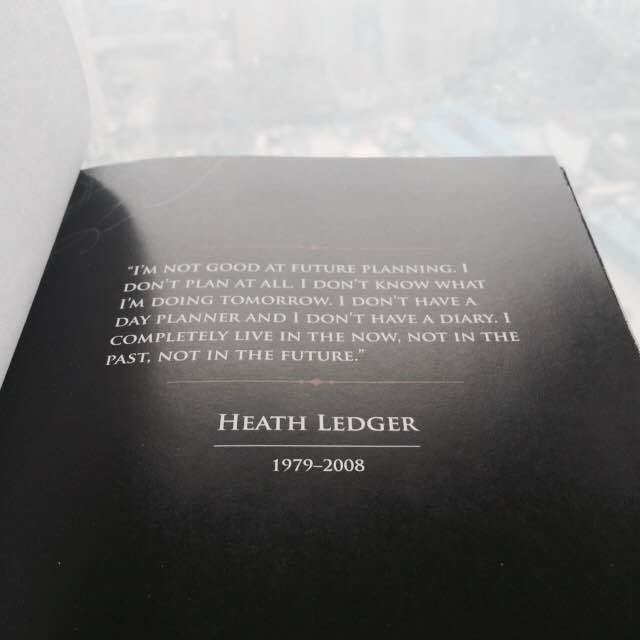 "I'M NOT GOOD AT FUTURE PLANNING. I
DON'T PLAN AT ALL. I DON'T KNOW WHAT
I'M DOING TOMORROW. I DON'T HAVE A
DAY PLANNER AND I DON'T HAVE A DIARY. I
COMPLETELY LIVE IN THE NOW, NOT IN THE
PAST, NOT IN THE FUTURE."
HEATH LEDGER
1979–2008